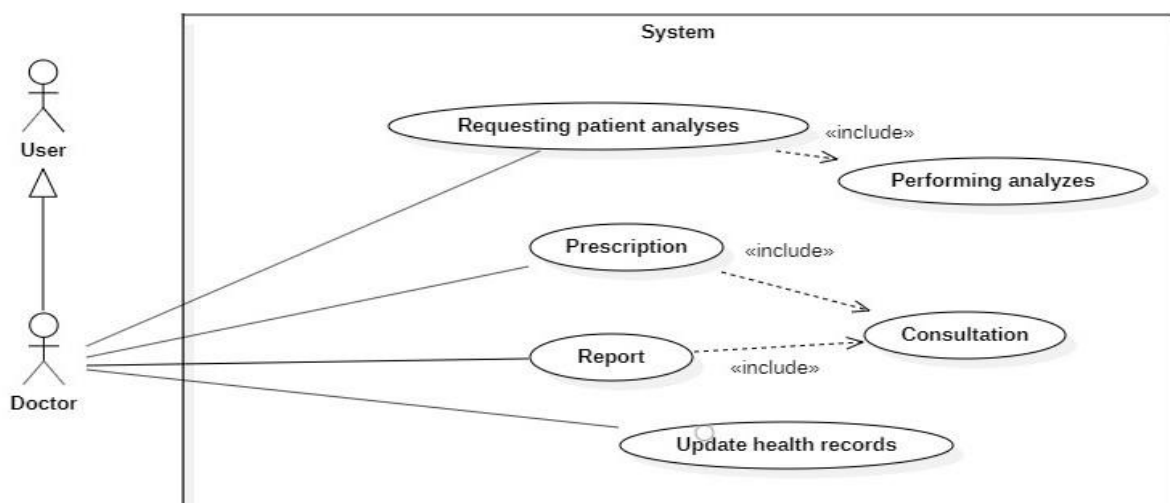 System
User
Requesting patient analyses
«include»
Performing analyzes
Prescription
«include»
Consultation
Report
«include»
Doctor
Update health records